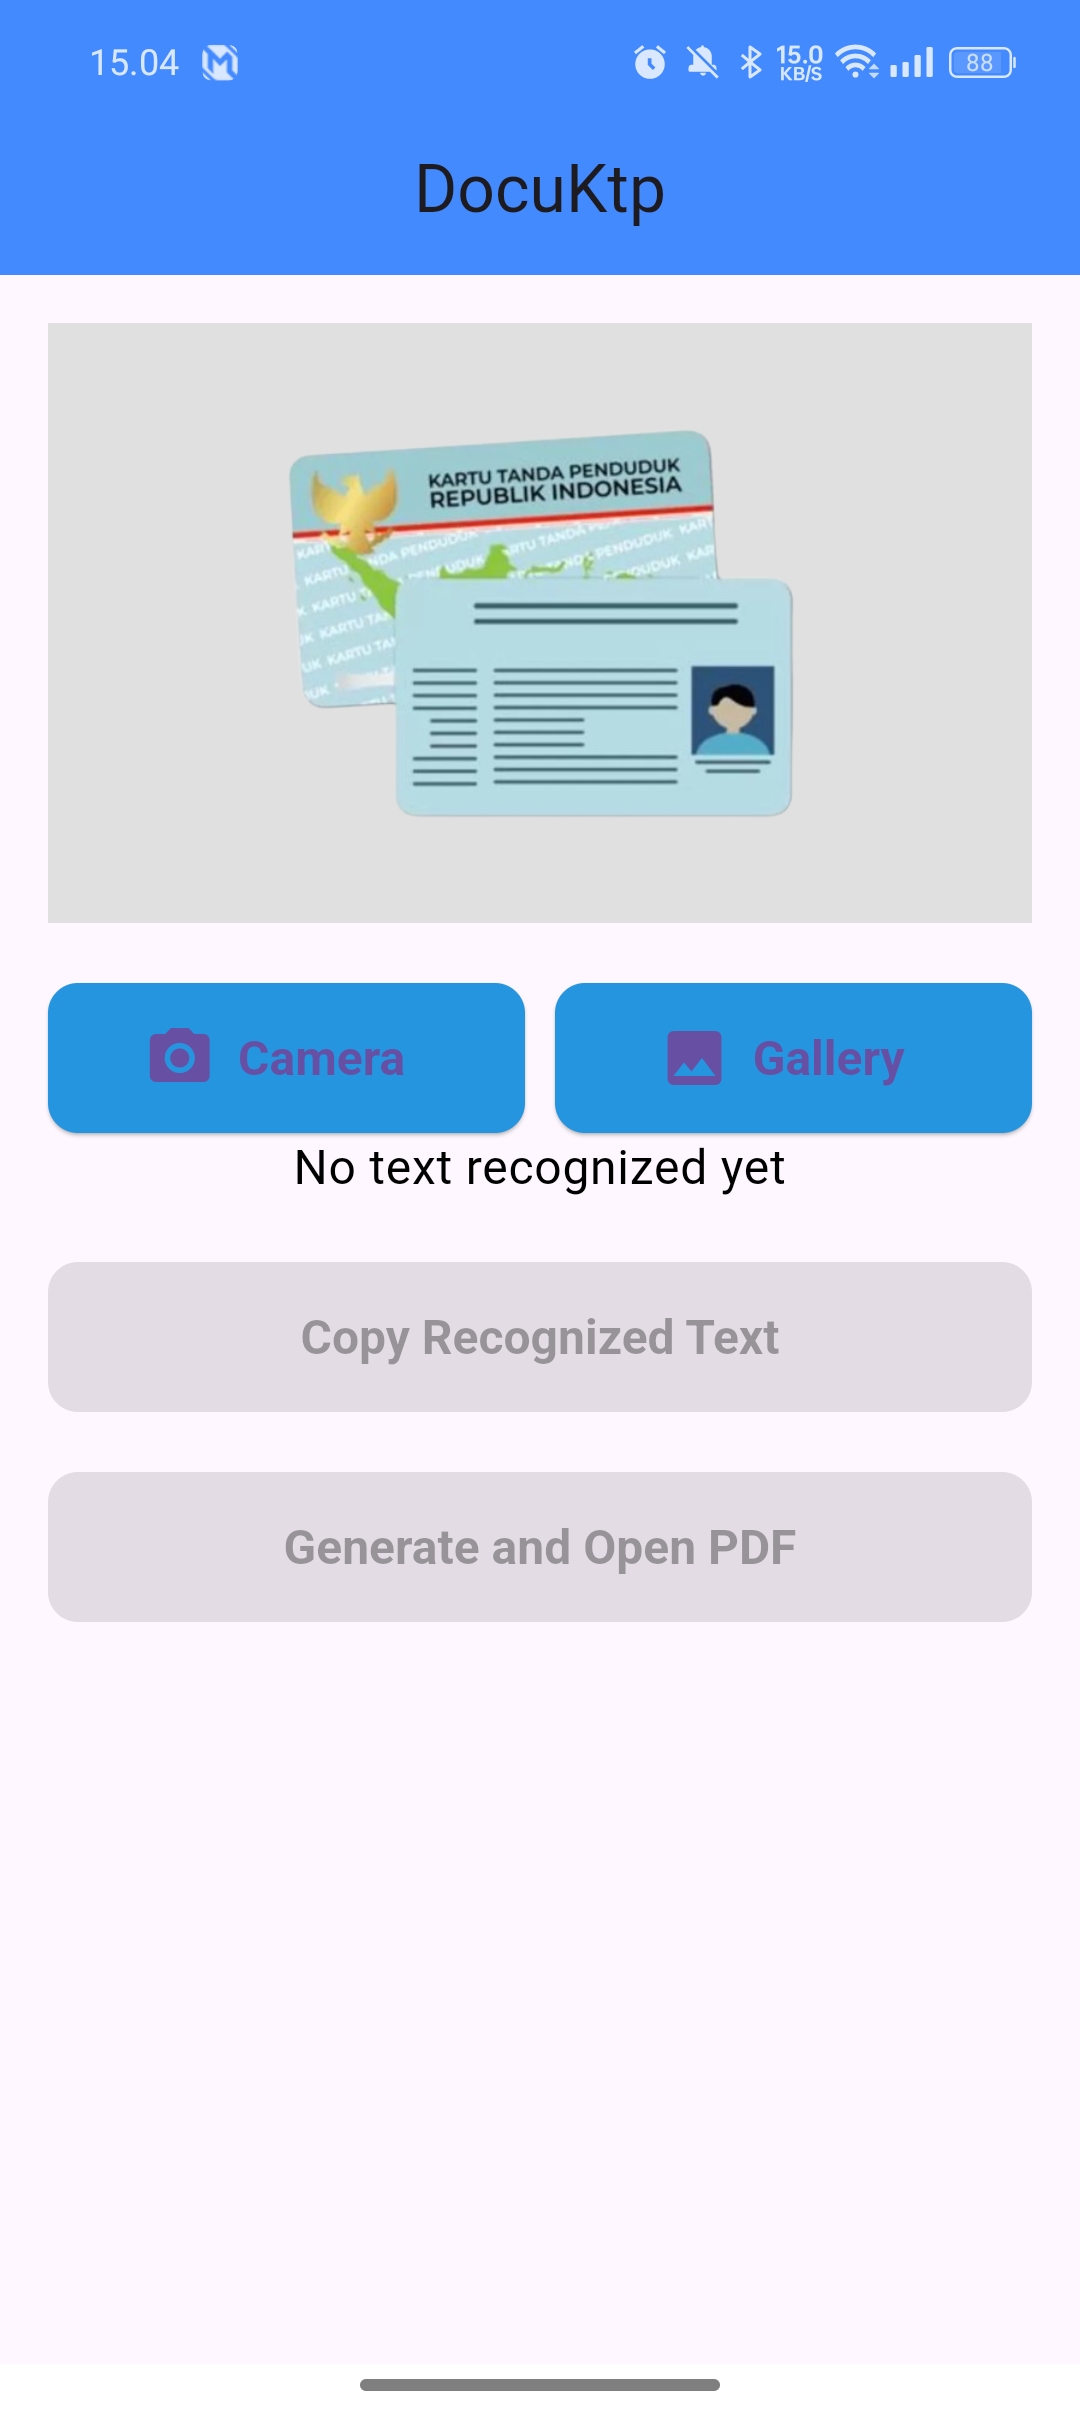 15.04
15.0
KB/S
88
DocuKtp
KARTU TANDA PENDUDUK
REPUBLIK INDONESIA
Camera
Gallery
No text recognized yet
Copy Recognized Text
Generate and Open PDF